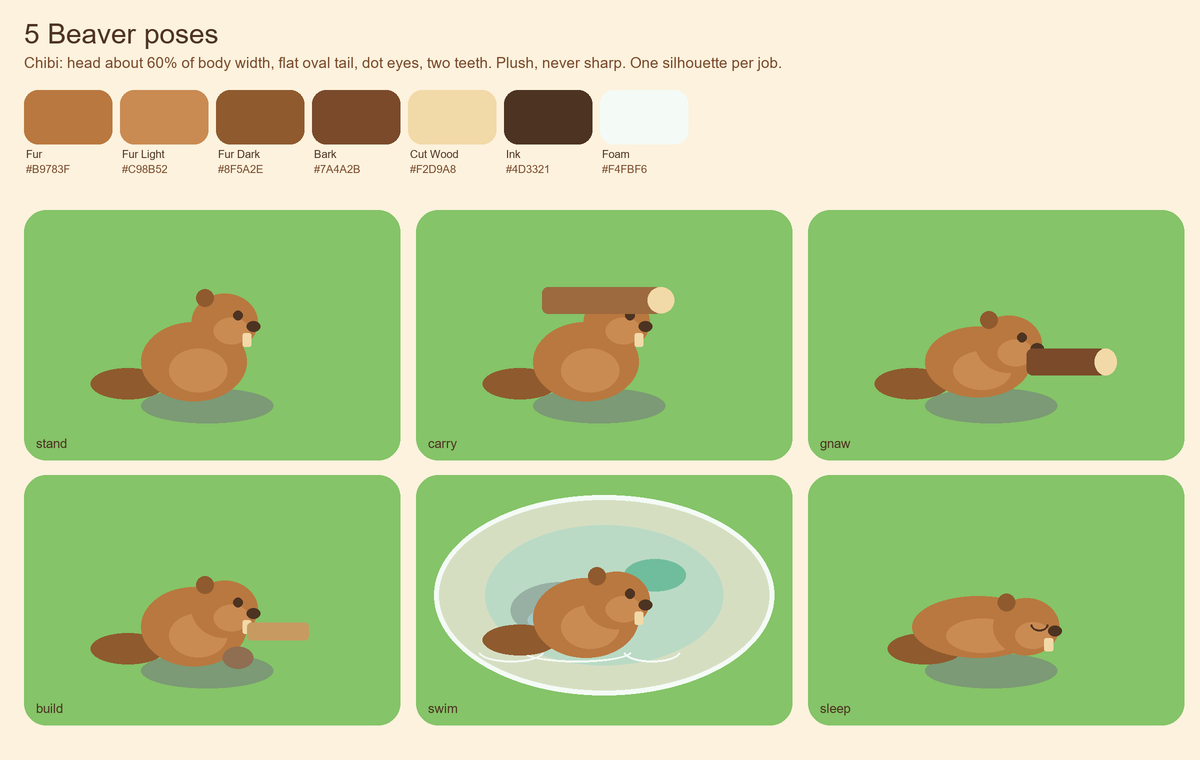 5 Beaver poses
Chibi: head about 60% of body width, flat oval tail, dot eyes, two teeth. Plush, never sharp. One silhouette per job.
Fur
#B9783F
Fur Light
#C98B52
Fur Dark
#8F5A2E
Bark
#7A4A2B
Cut Wood
#F2D9A8
Ink
#4D3321
Foam
#F4FBF6
stand
carry
gnaw
build
swim
sleep